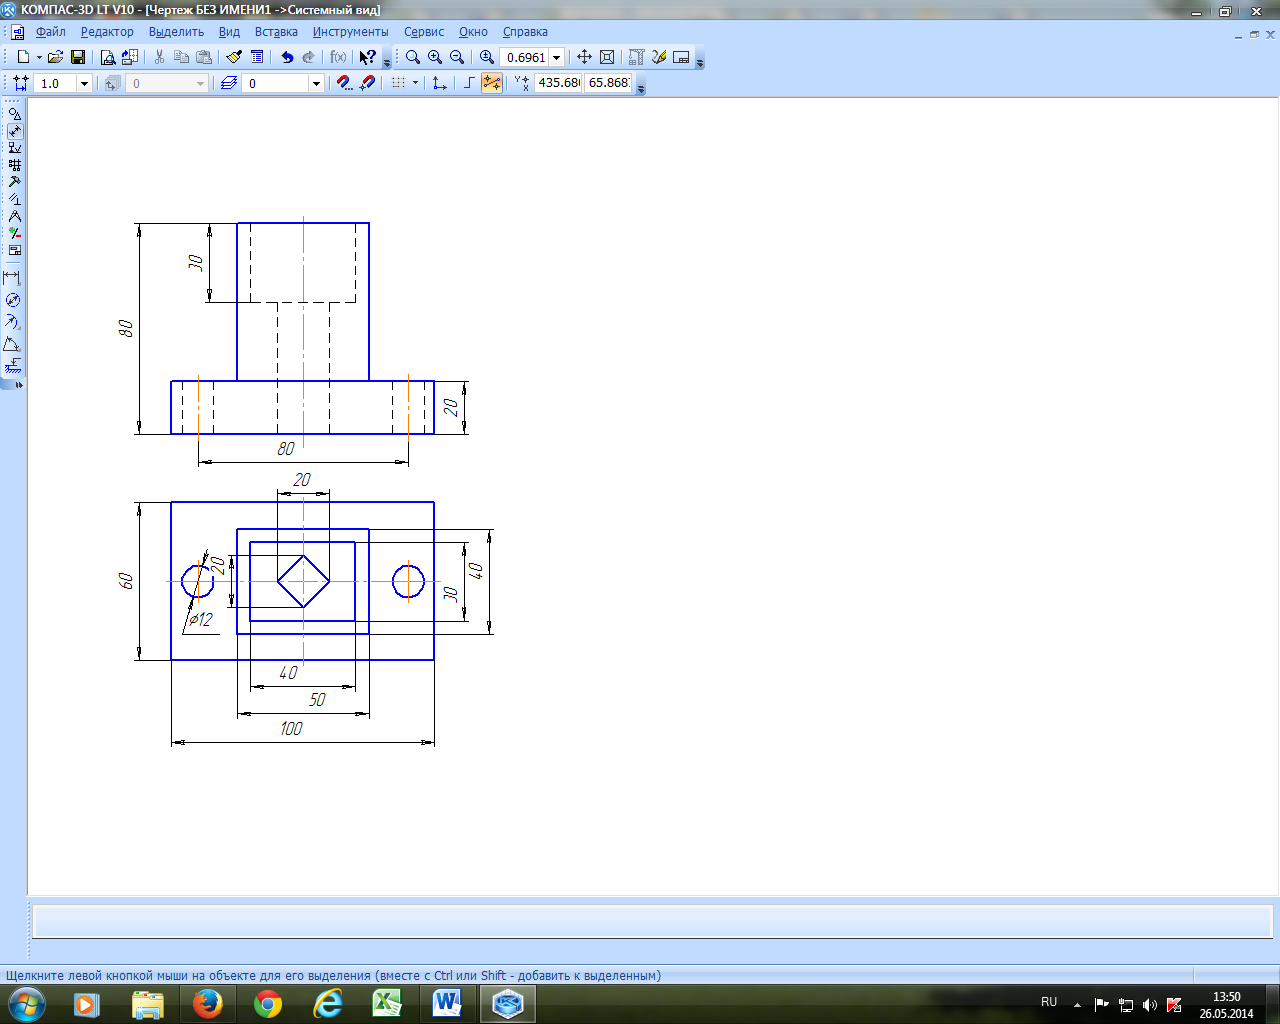 КОМПАС-3D LT V10 - [Чертеж БЕЗ ИМЕНИ1 ->Системный вид]
Файл Редактор Выделить Вид Вставка Инструменты Сервис Окно Справка
f(x) ? 0.6961
1.0 0 0 Y X 435.68 65.868
30
80
20
80
20
20
60
40
30
ø12
40
50
100
Щелкните левой кнопкой мыши на объекте для его выделения (вместе с Ctrl или Shift - добавить к выделенным)
RU 13:50
26.05.2014